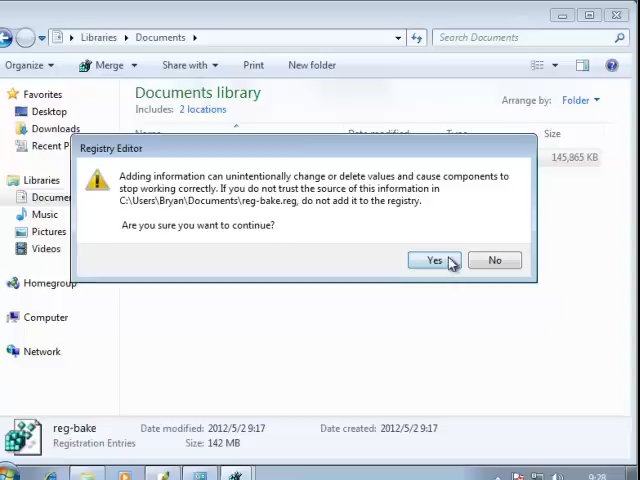 Libraries
Documents
Search Documents
Organize
Merge
Share with
Print
New folder
Favorites
Desktop
Downloads
Recent P
Libraries
Documer
Music
Pictures
Videos
Homegroup
Computer
Network
Documents library
Includes: 2 locations
Arrange by:
Folder
Name
Date modified
Type
Size
145,865 KB
Registry Editor
Adding information can unintentionally change or delete values and cause components to
stop working correctly. If you do not trust the source of this information in
C:\Users\Bryan\Documents\reg-bake.reg, do not add it to the registry.
Are you sure you want to continue?
Yes
No
reg-bake
Date modified: 2012/5/2 9:17
Date created: 2012/5/2 9:17
Registration Entries
Size: 142 MB
9:28